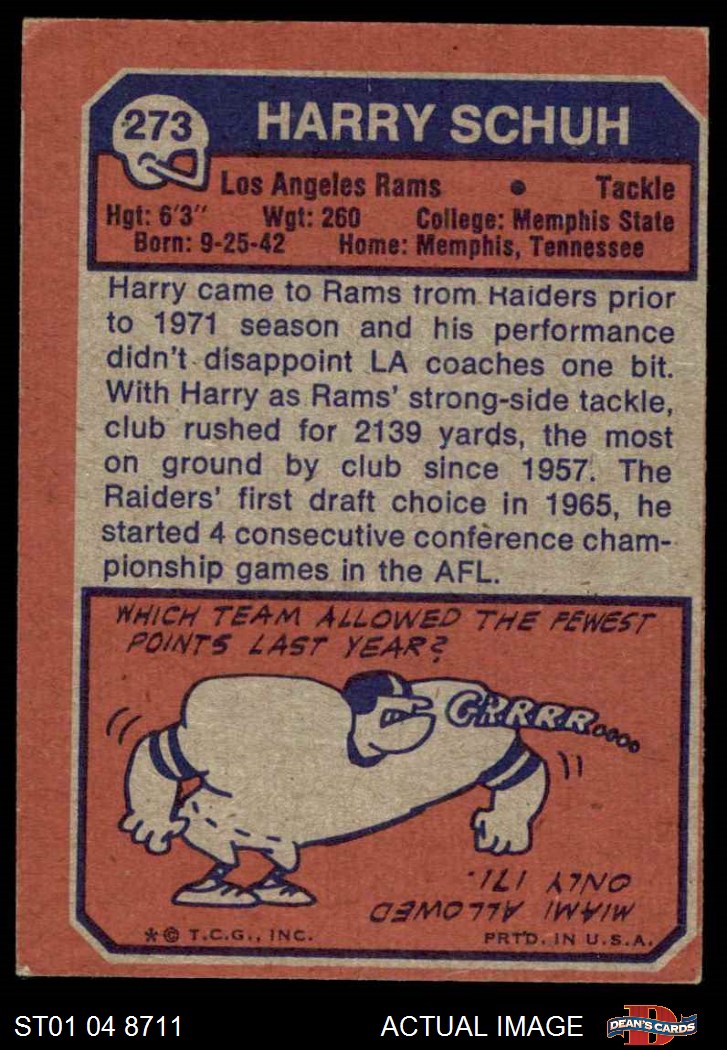 273 HARRY SCHUH
Los Angeles Rams • Tackle
Hgt: 6'3" Wgt: 260 College: Memphis State
Born: 9-25-42 Home: Memphis, Tennessee
Harry came to Rams from Raiders prior
to 1971 season and his performance
didn't disappoint LA coaches one bit.
With Harry as Rams' strong-side tackle,
club rushed for 2139 yards, the most
on ground by club since 1957. The
Raiders' first draft choice in 1965, he
started 4 consecutive conference cham-
pionship games in the AFL.
WHICH TEAM ALLOWED THE FEWEST
POINTS LAST YEAR?
GRRRR....
MIAMI ALLOWED
ONLY 171.
*© T.C.G., INC. PRT'D. IN U.S.A.
ST01 04 8711 ACTUAL IMAGE D DEAN'S CARDS